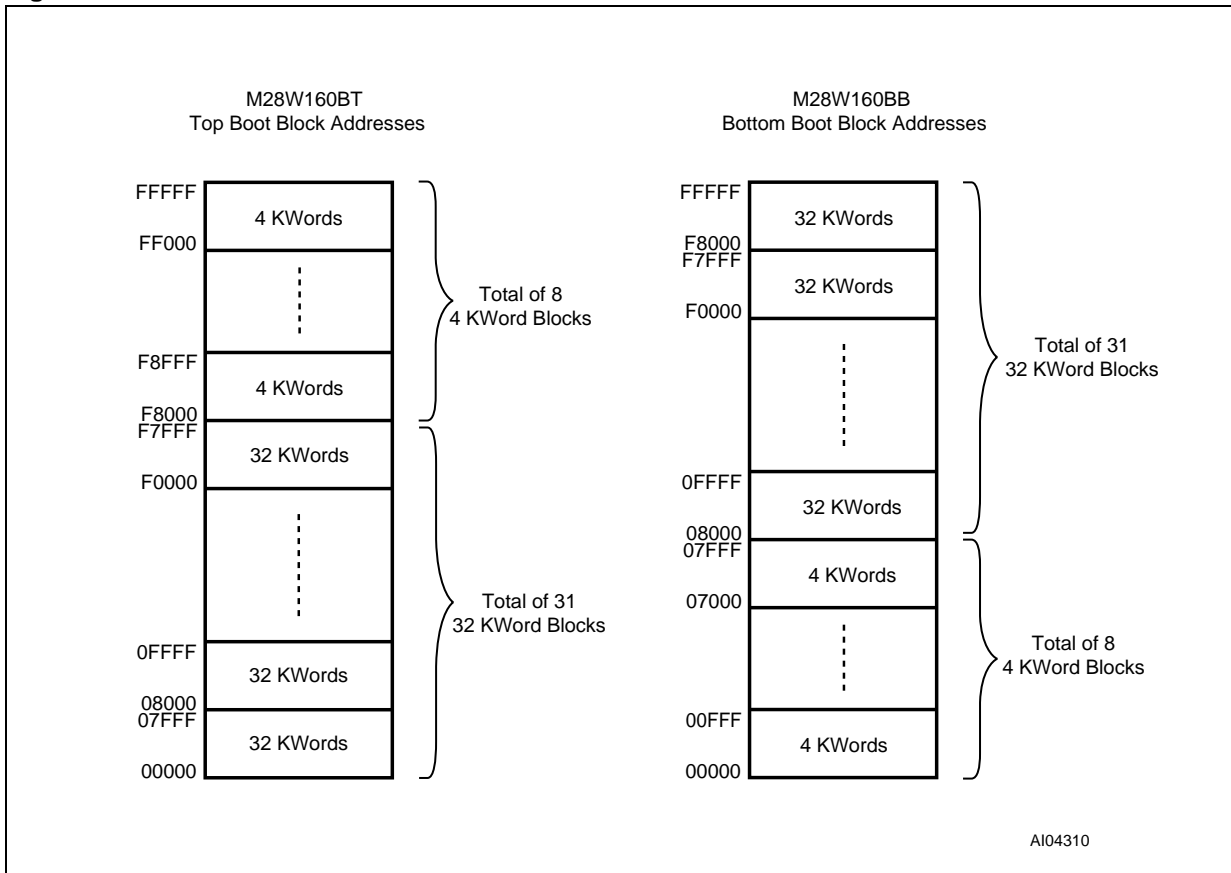 M28W160BT
Top Boot Block Addresses
FFFFF
4 KWords
FF000
Total of 8
4 KWord Blocks
F8FFF
4 KWords
F8000
F7FFF
32 KWords
F0000
Total of 31
32 KWord Blocks
0FFFF
32 KWords
08000
07FFF
32 KWords
00000
M28W160BB
Bottom Boot Block Addresses
FFFFF
32 KWords
F8000
F7FFF
32 KWords
F0000
Total of 31
32 KWord Blocks
0FFFF
32 KWords
08000
07FFF
4 KWords
07000
Total of 8
4 KWord Blocks
00FFF
4 KWords
00000
AI04310